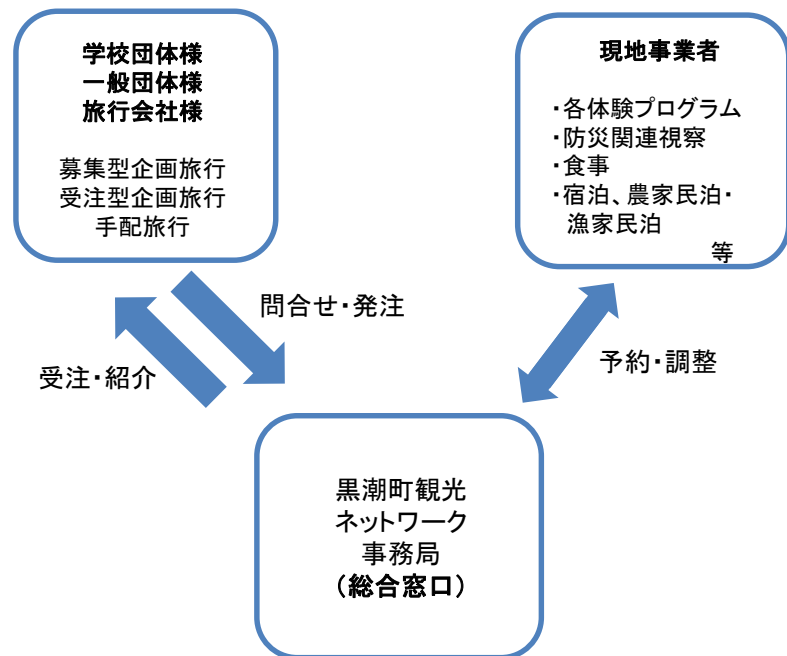 学校団体様
一般団体様
旅行会社様
募集型企画旅行
受注型企画旅行
手配旅行
現地事業者
・各体験プログラム
・防災関連視察
・食事
・宿泊、農家民泊・
漁家民泊
等
問合せ・発注
受注・紹介
予約・調整
黒潮町観光
ネットワーク
事務局
（総合窓口）